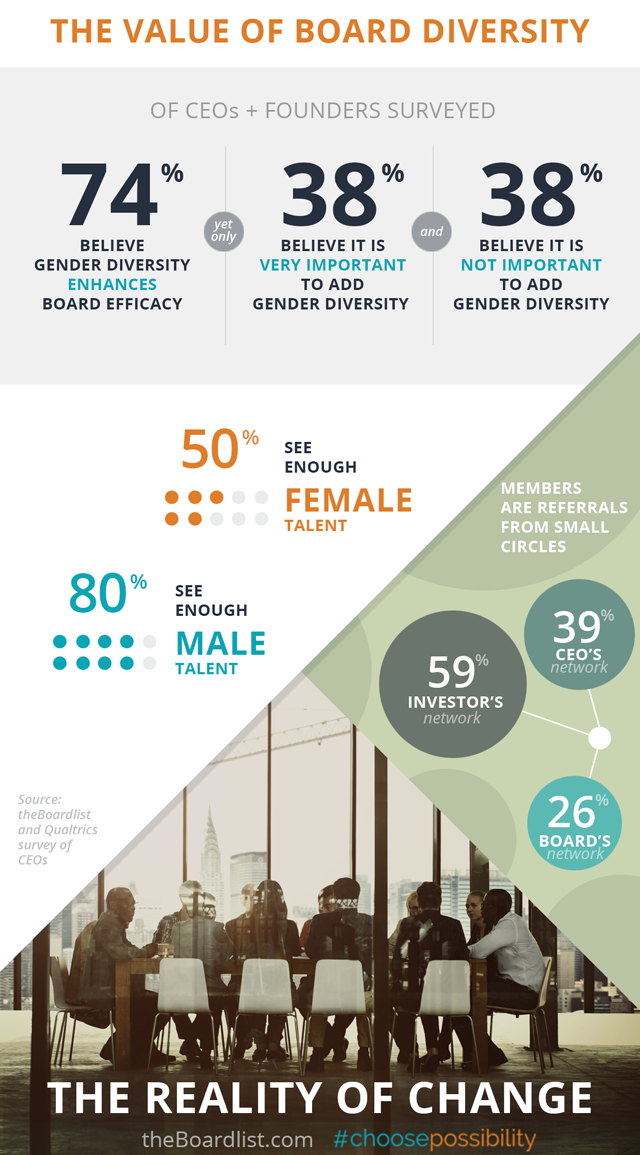 THE VALUE OF BOARD DIVERSITY
OF CEOs + FOUNDERS SURVEYED
74%
BELIEVE
GENDER DIVERSITY
ENHANCES
BOARD EFFICACY
yet
only
38%
BELIEVE IT IS
VERY IMPORTANT
TO ADD
GENDER DIVERSITY
and
38%
BELIEVE IT IS
NOT IMPORTANT
TO ADD
GENDER DIVERSITY
50%
SEE
ENOUGH
FEMALE
TALENT
80%
SEE
ENOUGH
MALE
TALENT
MEMBERS
ARE REFERRALS
FROM SMALL
CIRCLES
39%
CEO'S
network
59%
INVESTOR'S
network
26%
BOARD'S
network
Source:
theBoardlist
and Qualtrics
survey of
CEOs
THE REALITY OF CHANGE
theBoardlist.com #choosepossibility